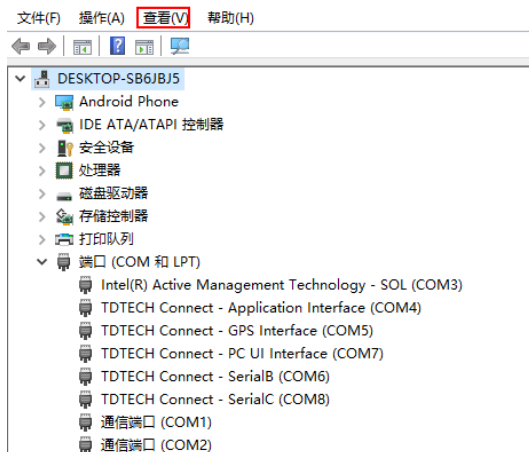 文件(F) 操作(A) 查看(V) 帮助(H)
DESKTOP-SB6JBJ5
Android Phone
IDE ATA/ATAPI 控制器
安全设备
处理器
磁盘驱动器
存储控制器
打印队列
端口 (COM 和 LPT)
Intel(R) Active Management Technology - SOL (COM3)
TDTECH Connect - Application Interface (COM4)
TDTECH Connect - GPS Interface (COM5)
TDTECH Connect - PC UI Interface (COM7)
TDTECH Connect - SerialB (COM6)
TDTECH Connect - SerialC (COM8)
通信端口 (COM1)
通信端口 (COM2)